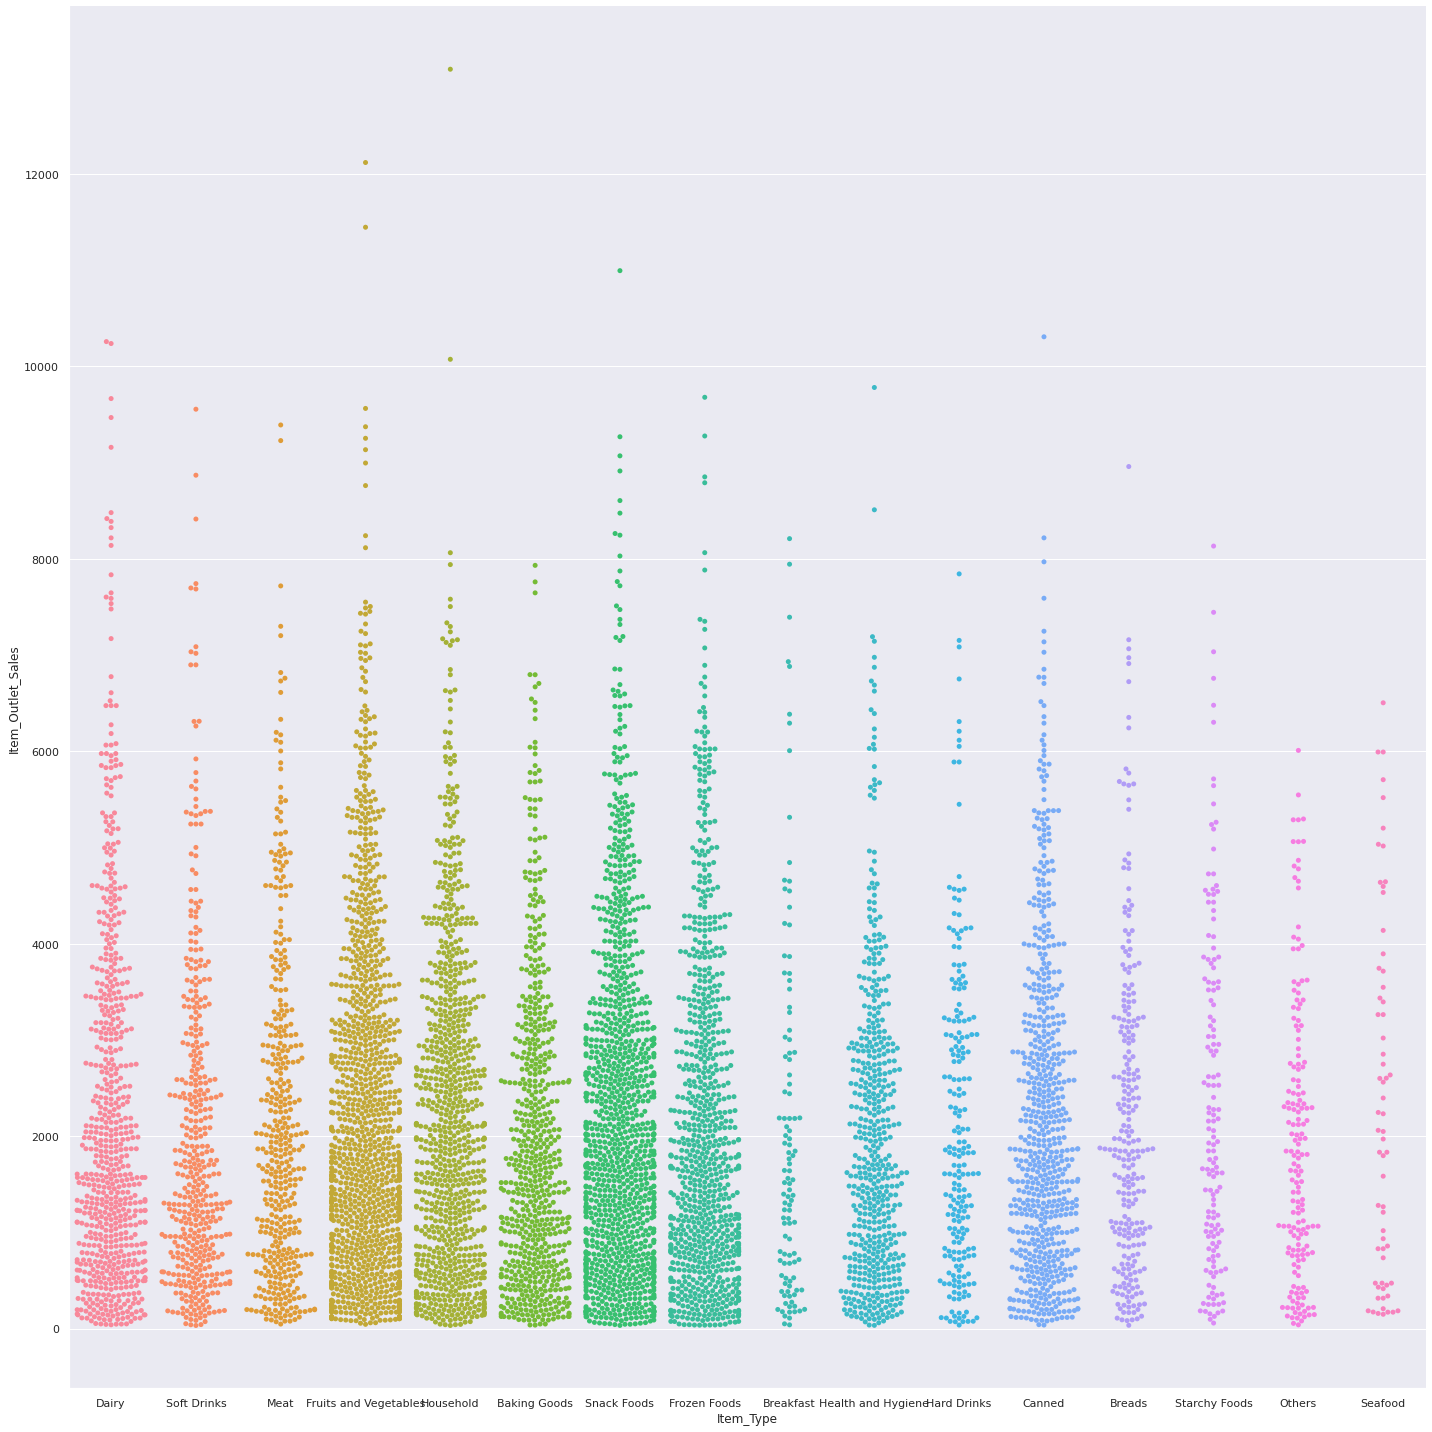 Item_Outlet_Sales
12000
10000
8000
6000
4000
2000
0
Dairy Soft Drinks Meat Fruits and Vegetables Household Baking Goods Snack Foods Frozen Foods Breakfast Health and Hygiene Hard Drinks Canned Breads Starchy Foods Others Seafood
Item_Type